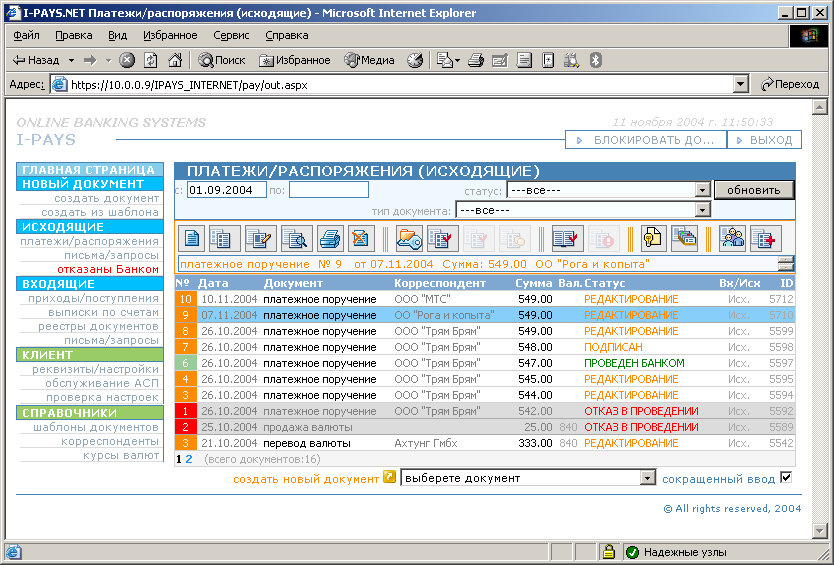 I-PAYS.NET Платежи/распоряжения (исходящие) - Microsoft Internet Explorer
Файл Правка Вид Избранное Сервис Справка
Назад Поиск Избранное Медиа
Адрес: https://10.0.0.9/IPAYS_INTERNET/pay/out.aspx Переход
ONLINE BANKING SYSTEMS 11 ноября 2004 г. 11:50:33
I-PAYS БЛОКИРОВАТЬ ДО... ВЫХОД
ГЛАВНАЯ СТРАНИЦА
НОВЫЙ ДОКУМЕНТ
создать документ
создать из шаблона
ИСХОДЯЩИЕ
платежи/распоряжения
письма/запросы
отказаны Банком
ВХОДЯЩИЕ
приходы/поступления
выписки по счетам
реестры документов
письма/запросы
КЛИЕНТ
реквизиты/настройки
обслуживание АСП
проверка настроек
СПРАВОЧНИКИ
шаблоны документов
корреспонденты
курсы валют
ПЛАТЕЖИ/РАСПОРЯЖЕНИЯ (ИСХОДЯЩИЕ)
с: 01.09.2004 по: статус: ---все--- обновить
тип документа: ---все---
платежное поручение № 9 от 07.11.2004 Сумма: 549.00 ОО "Рога и копыта"
№ Дата Документ Корреспондент Сумма Вал. Статус Вх/Исх ID
10 10.11.2004 платежное поручение ООО "МТС" 549.00 РЕДАКТИРОВАНИЕ Исх. 5712
9 07.11.2004 платежное поручение ОО "Рога и копыта" 549.00 РЕДАКТИРОВАНИЕ Исх. 5710
8 26.10.2004 платежное поручение ООО "Трям Брям" 549.00 РЕДАКТИРОВАНИЕ Исх. 5599
7 26.10.2004 платежное поручение ООО "Трям Брям" 548.00 ПОДПИСАН Исх. 5598
6 26.10.2004 платежное поручение ООО "Трям Брям" 547.00 ПРОВЕДЕН БАНКОМ Исх. 5597
4 26.10.2004 платежное поручение ООО "Трям Брям" 545.00 РЕДАКТИРОВАНИЕ Исх. 5595
3 26.10.2004 платежное поручение ООО "Трям Брям" 544.00 РЕДАКТИРОВАНИЕ Исх. 5594
1 26.10.2004 платежное поручение ООО "Трям Брям" 542.00 ОТКАЗ В ПРОВЕДЕНИИ Исх. 5592
2 25.10.2004 продажа валюты 25.00 840 ОТКАЗ В ПРОВЕДЕНИИ Исх. 5589
3 21.10.2004 перевод валюты Ахтунг Гмбх 333.00 840 РЕДАКТИРОВАНИЕ Исх. 5542
1 2 (всего документов:16)
создать новый документ выберете документ сокращенный ввод
© All rights reserved, 2004
Надежные узлы